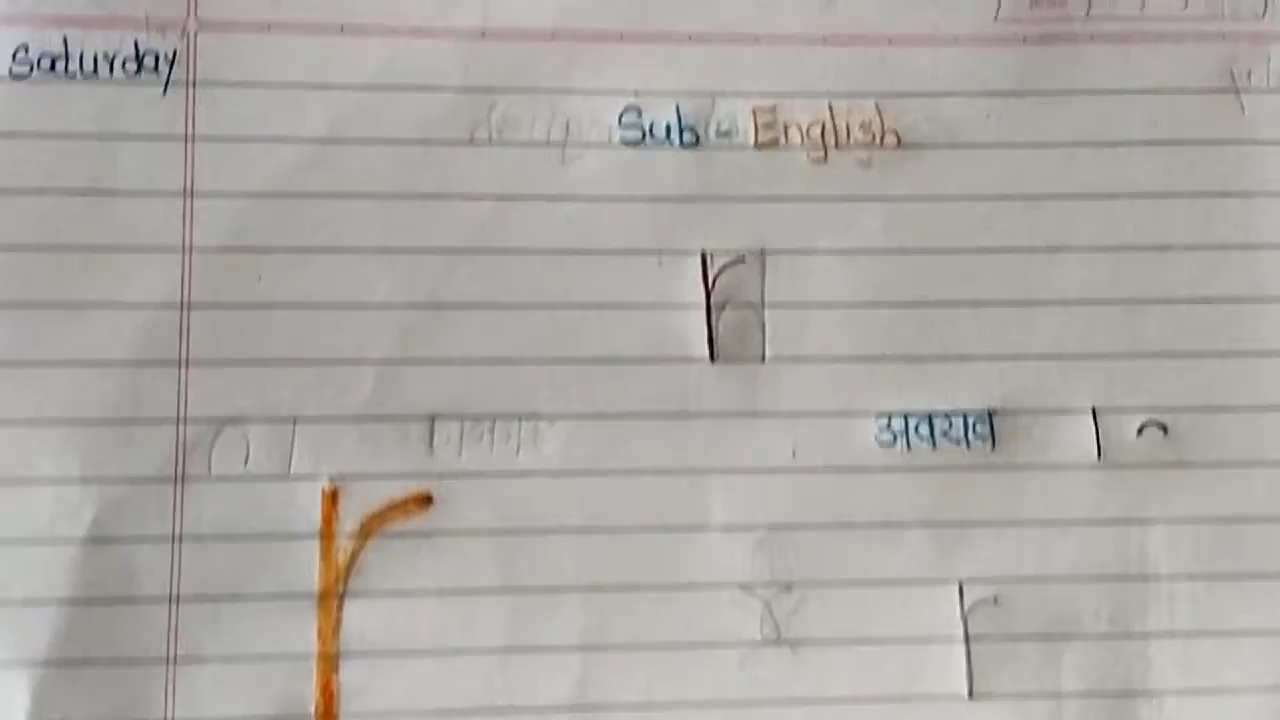 Saturday
Sub - English
r
अवयव | ⌢
r r